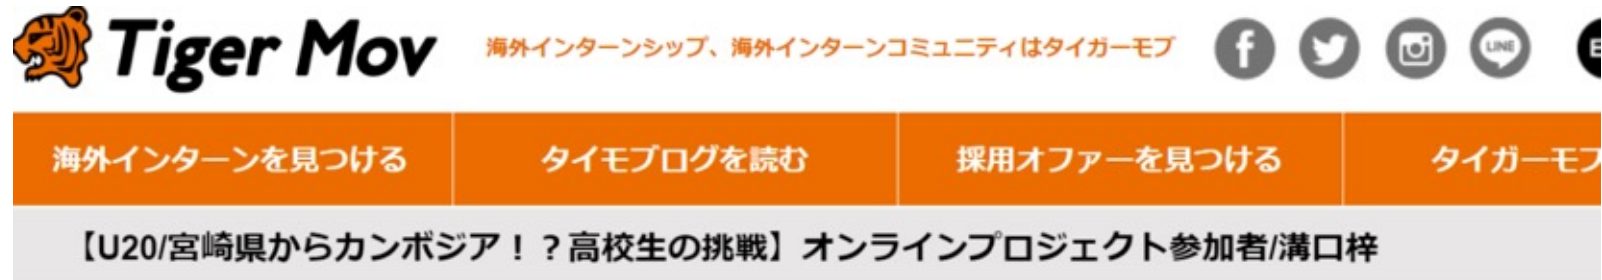 Tiger Mov
海外インターンシップ、海外インターンコミュニティはタイガーモブ
f
LINE
海外インターンを見つける
タイモブログを読む
採用オファーを見つける
タイガーモブ
【U20/宮崎県からカンボジア！？高校生の挑戦】オンラインプロジェクト参加者/溝口梓